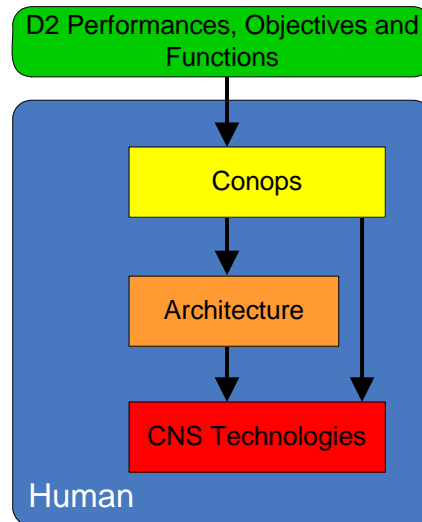 D2 Performances, Objectives and
Functions
Conops
Architecture
CNS Technologies
Human